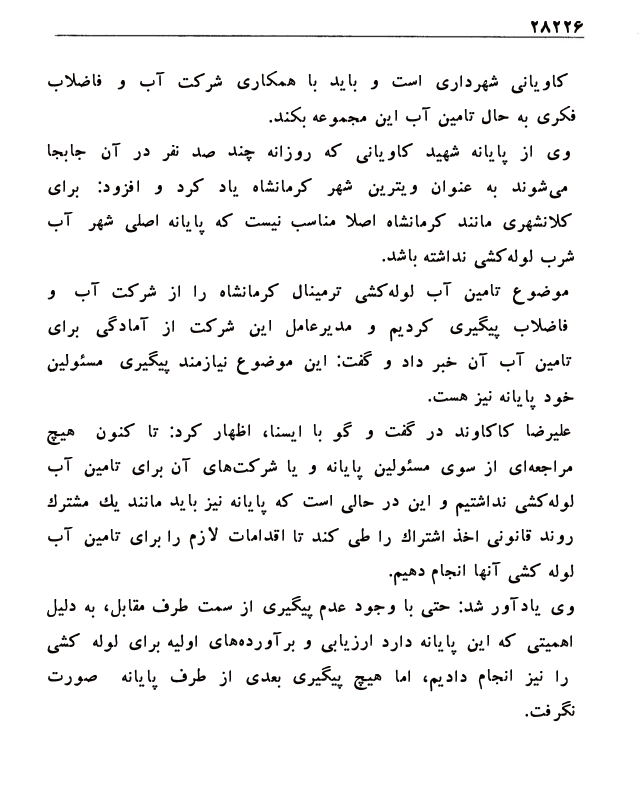 ۲۸۲۲۶
کاویانی شهرداری است و باید با همکاری شرکت آب و فاضلاب
فکری به حال تامین آب این مجموعه بکند.
وی از پایانه شهید کاویانی که روزانه چند صد نفر در آن جابجا
می‌شوند به عنوان ویترین شهر کرمانشاه یاد کرد و افزود: برای
کلانشهری مانند کرمانشاه اصلا مناسب نیست که پایانه اصلی شهر آب
شرب لوله‌کشی نداشته باشد.
موضوع تامین آب لوله‌کشی ترمینال کرمانشاه را از شرکت آب و
فاضلاب پیگیری کردیم و مدیرعامل این شرکت از آمادگی برای
تامین آب آن خبر داد و گفت: این موضوع نیازمند پیگیری مسئولین
خود پایانه نیز هست.
علیرضا کاکاوند در گفت و گو با ایسنا، اظهار کرد: تا کنون هیچ
مراجعه‌ای از سوی مسئولین پایانه و یا شرکت‌های آن برای تامین آب
لوله‌کشی نداشتیم و این در حالی است که پایانه نیز باید مانند یك مشترك
روند قانونی اخذ اشتراك را طی کند تا اقدامات لازم را برای تامین آب
لوله کشی آنها انجام دهیم.
وی یادآور شد: حتی با وجود عدم پیگیری از سمت طرف مقابل، به دلیل
اهمیتی که این پایانه دارد ارزیابی و برآورده‌های اولیه برای لوله کشی
را نیز انجام دادیم، اما هیچ پیگیری بعدی از طرف پایانه صورت
نگرفت.